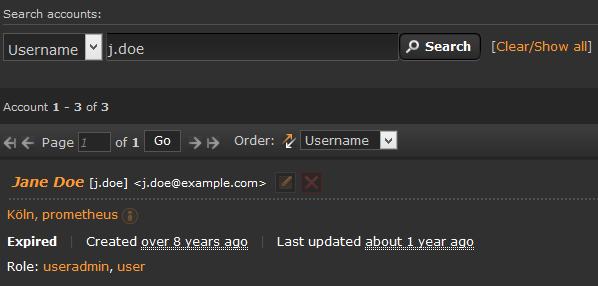 Search accounts:
Username j.doe Search [Clear/Show all]
Account 1 - 3 of 3
Page 1 of 1 Go Order: Username
Jane Doe [j.doe] <j.doe@example.com>
Köln, prometheus
Expired | Created over 8 years ago | Last updated about 1 year ago
Role: useradmin, user